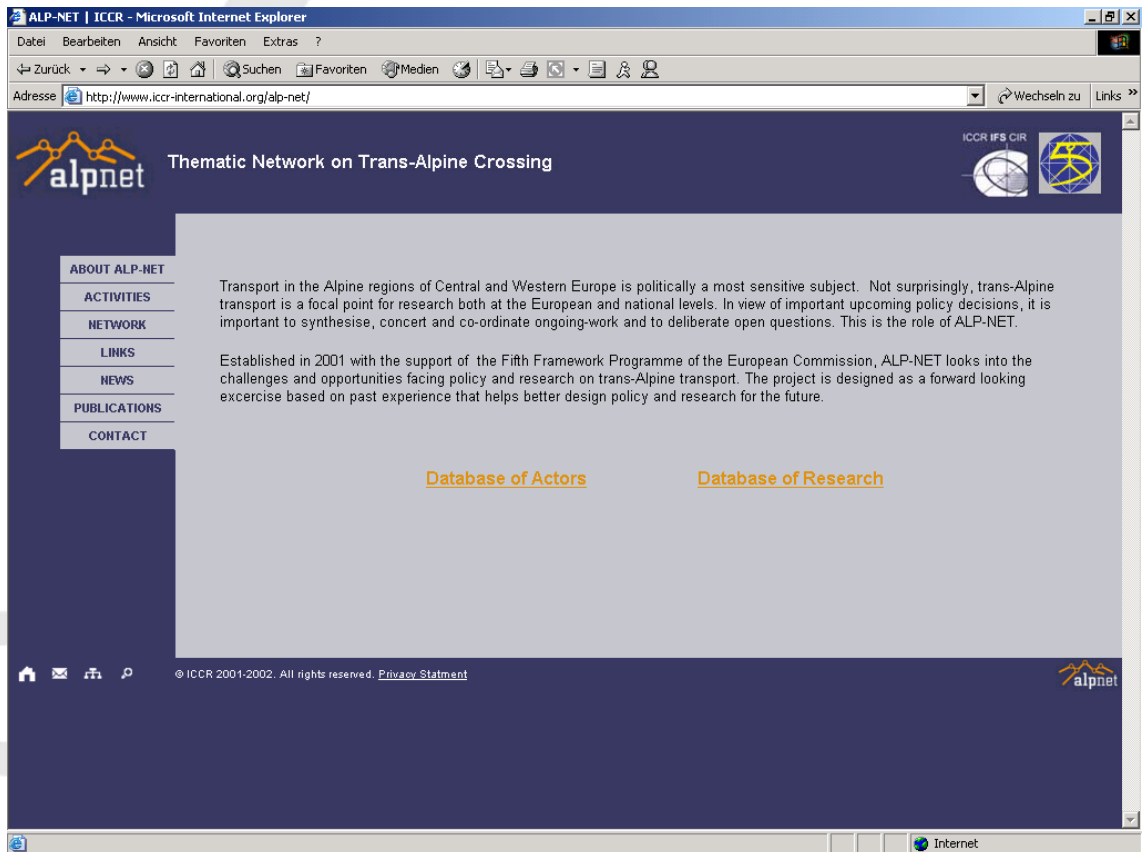 ALP-NET | ICCR - Microsoft Internet Explorer
Datei Bearbeiten Ansicht Favoriten Extras ?
Zurück Suchen Favoriten Medien
Adresse http://www.iccr-international.org/alp-net/ Wechseln zu Links »
alpnet
Thematic Network on Trans-Alpine Crossing
ICCR IFS CIR
ABOUT ALP-NET
ACTIVITIES
NETWORK
LINKS
NEWS
PUBLICATIONS
CONTACT
Transport in the Alpine regions of Central and Western Europe is politically a most sensitive subject. Not surprisingly, trans-Alpine
transport is a focal point for research both at the European and national levels. In view of important upcoming policy decisions, it is
important to synthesise, concert and co-ordinate ongoing-work and to deliberate open questions. This is the role of ALP-NET.
Established in 2001 with the support of the Fifth Framework Programme of the European Commission, ALP-NET looks into the
challenges and opportunities facing policy and research on trans-Alpine transport. The project is designed as a forward looking
excercise based on past experience that helps better design policy and research for the future.
Database of Actors Database of Research
© ICCR 2001-2002. All rights reserved. Privacy Statment
alpnet
Internet